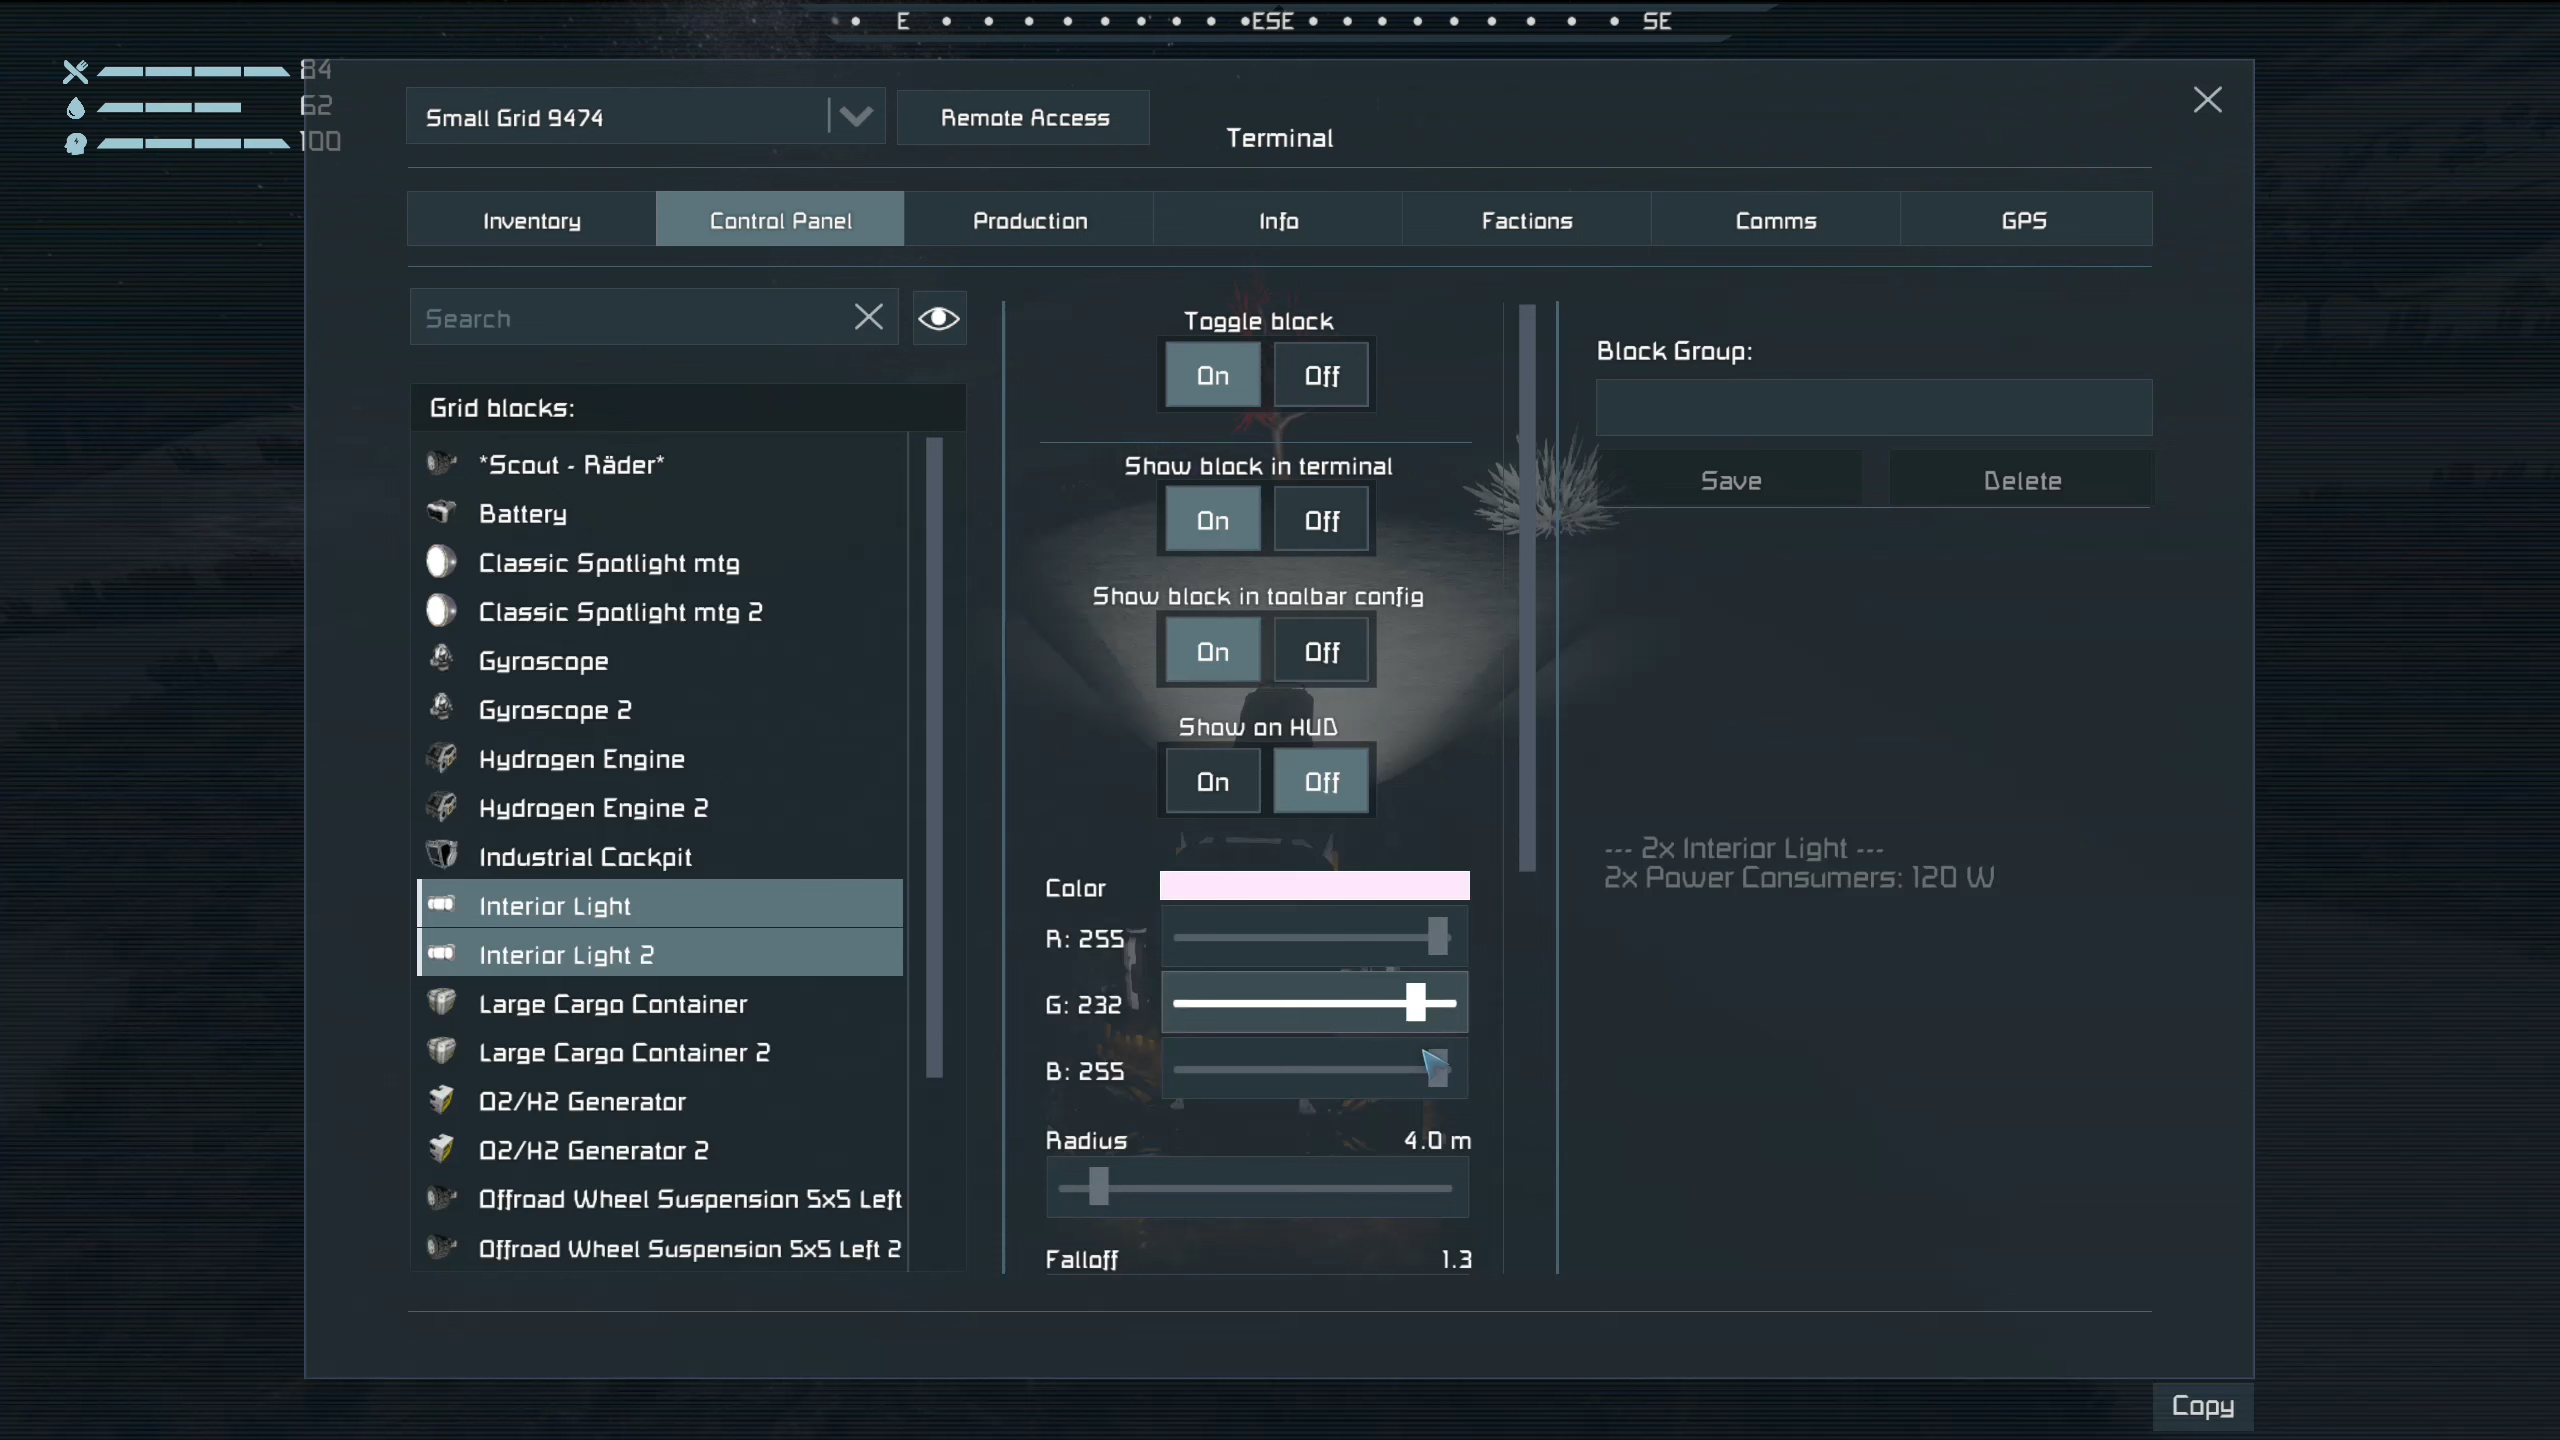 E ESE SE
84
62
100
Small Grid 9474
Remote Access
Terminal
Inventory
Control Panel
Production
Info
Factions
Comms
GPS
Search
Grid blocks:
*Scout - Räder*
Battery
Classic Spotlight mtg
Classic Spotlight mtg 2
Gyroscope
Gyroscope 2
Hydrogen Engine
Hydrogen Engine 2
Industrial Cockpit
Interior Light
Interior Light 2
Large Cargo Container
Large Cargo Container 2
O2/H2 Generator
O2/H2 Generator 2
Offroad Wheel Suspension 5x5 Left
Offroad Wheel Suspension 5x5 Left 2
Toggle block
On Off
Show block in terminal
On Off
Show block in toolbar config
On Off
Show on HUD
On Off
Color
R: 255
G: 232
B: 255
Radius 4.0 m
Falloff 1.3
Block Group:
Save Delete
--- 2x Interior Light ---
2x Power Consumers: 120 W
Copy